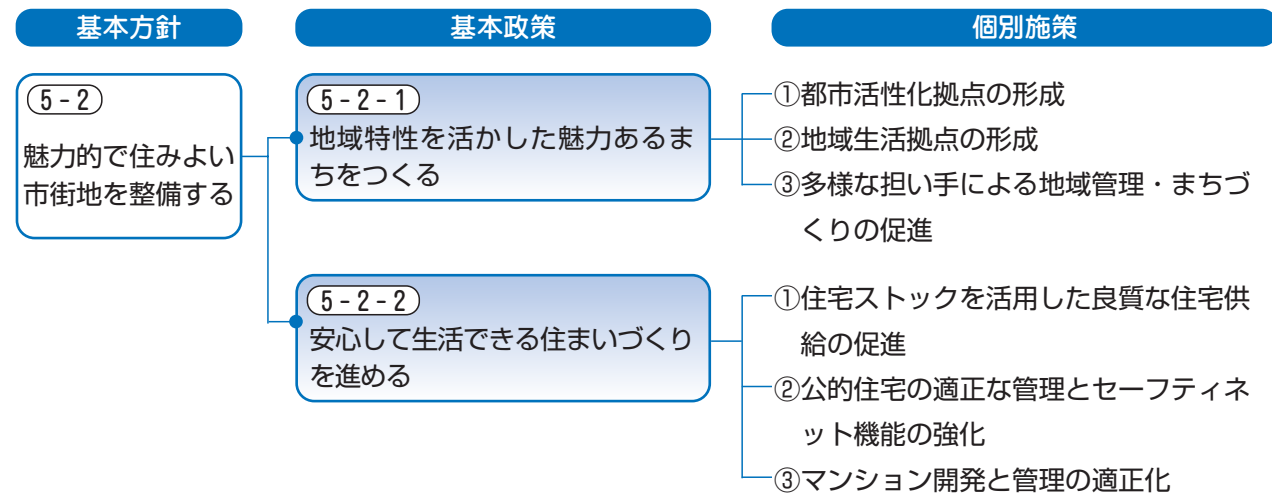 基本方針
基本政策
個別施策
5-2
魅力的で住みよい
市街地を整備する
5-2-1
地域特性を活かした魅力あるま
ちをつくる
①都市活性化拠点の形成
②地域生活拠点の形成
③多様な担い手による地域管理・まちづ
くりの促進
5-2-2
安心して生活できる住まいづくり
を進める
①住宅ストックを活用した良質な住宅供
給の促進
②公的住宅の適正な管理とセーフティネ
ット機能の強化
③マンション開発と管理の適正化